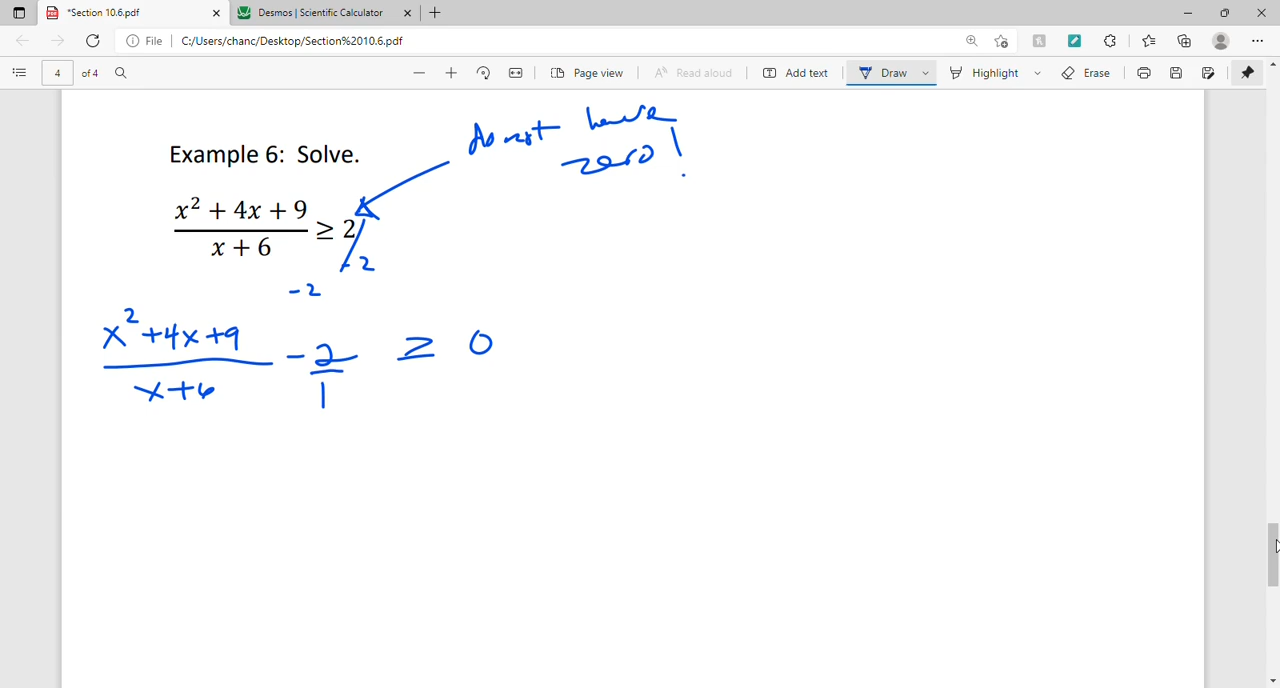 *Section 10.6.pdf
Desmos | Scientific Calculator
File | C:/Users/chanc/Desktop/Section%2010.6.pdf
4 of 4
Page view
Read aloud
Add text
Draw
Highlight
Erase
do not have
zero!
Example 6: Solve.
x² + 4x + 9
≥ 2
x + 6
-2
-2
x² +4x +9
- 2 ≥ 0
x+6 1